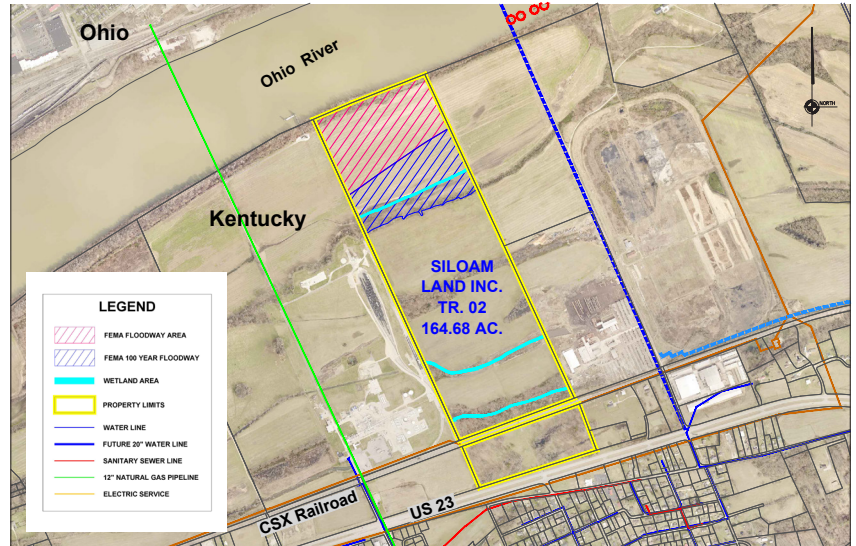 Ohio
Ohio River
NORTH
Kentucky
SILOAM
LAND INC.
TR. 02
164.68 AC.
LEGEND
FEMA FLOODWAY AREA
FEMA 100 YEAR FLOODWAY
WETLAND AREA
PROPERTY LIMITS
WATER LINE
FUTURE 20" WATER LINE
SANITARY SEWER LINE
12" NATURAL GAS PIPELINE
ELECTRIC SERVICE
CSX Railroad
US 23